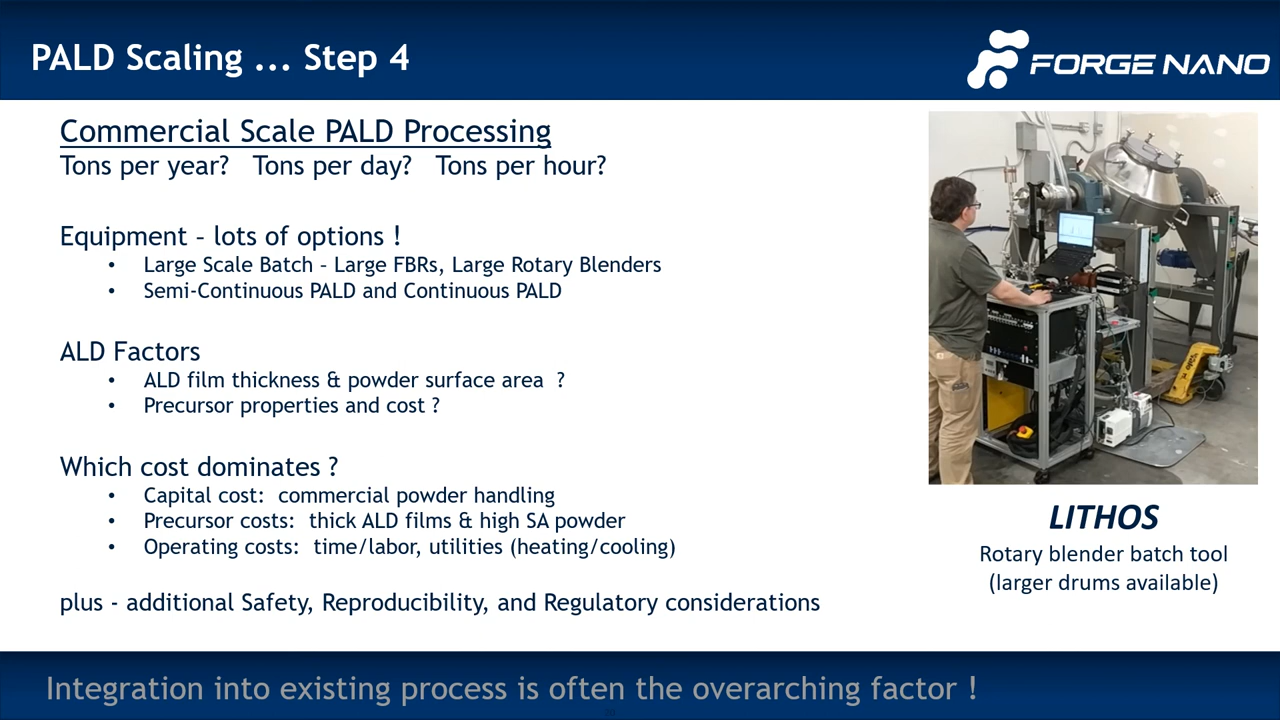 PALD Scaling ... Step 4
FORGE NANO
Commercial Scale PALD Processing
Tons per year? Tons per day? Tons per hour?
Equipment – lots of options !
• Large Scale Batch – Large FBRs, Large Rotary Blenders
• Semi-Continuous PALD and Continuous PALD
ALD Factors
• ALD film thickness & powder surface area ?
• Precursor properties and cost ?
Which cost dominates ?
• Capital cost: commercial powder handling
• Precursor costs: thick ALD films & high SA powder
• Operating costs: time/labor, utilities (heating/cooling)
plus - additional Safety, Reproducibility, and Regulatory considerations
LITHOS
Rotary blender batch tool
(larger drums available)
Integration into existing process is often the overarching factor !